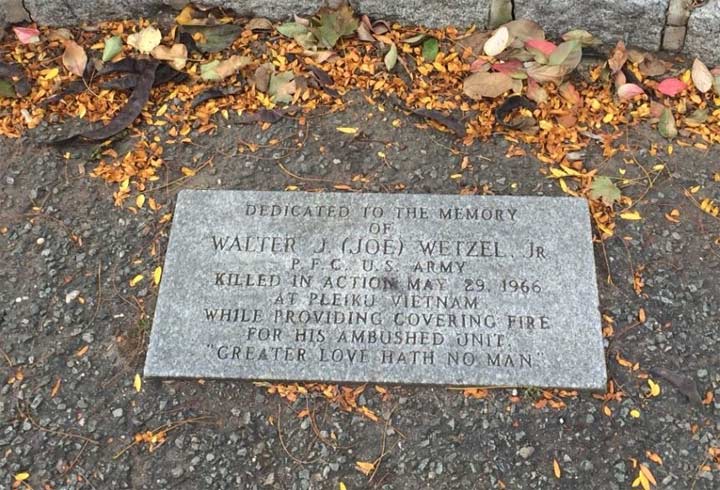 DEDICATED TO THE MEMORY
OF
WALTER J. (JOE) WETZEL, JR
P.F.C. U.S. ARMY
KILLED IN ACTION MAY 29, 1966
AT PLEIKU VIETNAM
WHILE PROVIDING COVERING FIRE
FOR HIS AMBUSHED UNIT.
"GREATER LOVE HATH NO MAN"